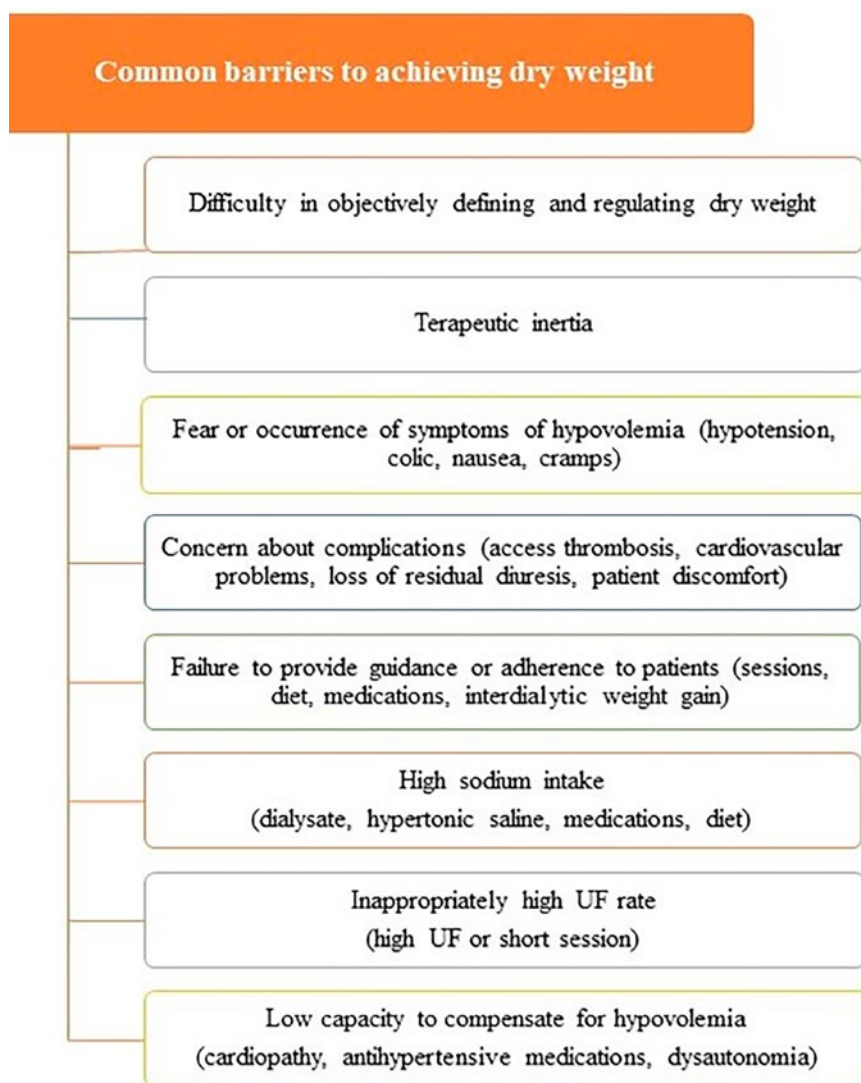 Common barriers to achieving dry weight
Difficulty in objectively defining and regulating dry weight
Terapeutic inertia
Fear or occurrence of symptoms of hypovolemia (hypotension,
colic, nausea, cramps)
Concern about complications (access thrombosis, cardiovascular
problems, loss of residual diuresis, patient discomfort)
Failure to provide guidance or adherence to patients (sessions,
diet, medications, interdialytic weight gain)
High sodium intake
(dialysate, hypertonic saline, medications, diet)
Inappropriately high UF rate
(high UF or short session)
Low capacity to compensate for hypovolemia
(cardiopathy, antihypertensive medications, dysautonomia)